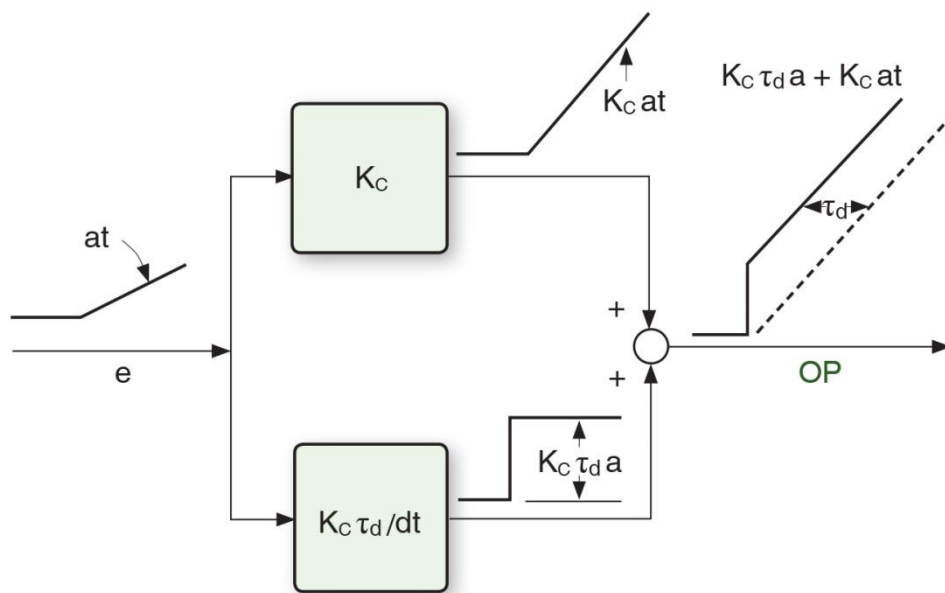 K_C at
K_C τ_d a + K_C at
K_C
τ_d
at
+
e
+
OP
K_C τ_d a
K_C τ_d /dt